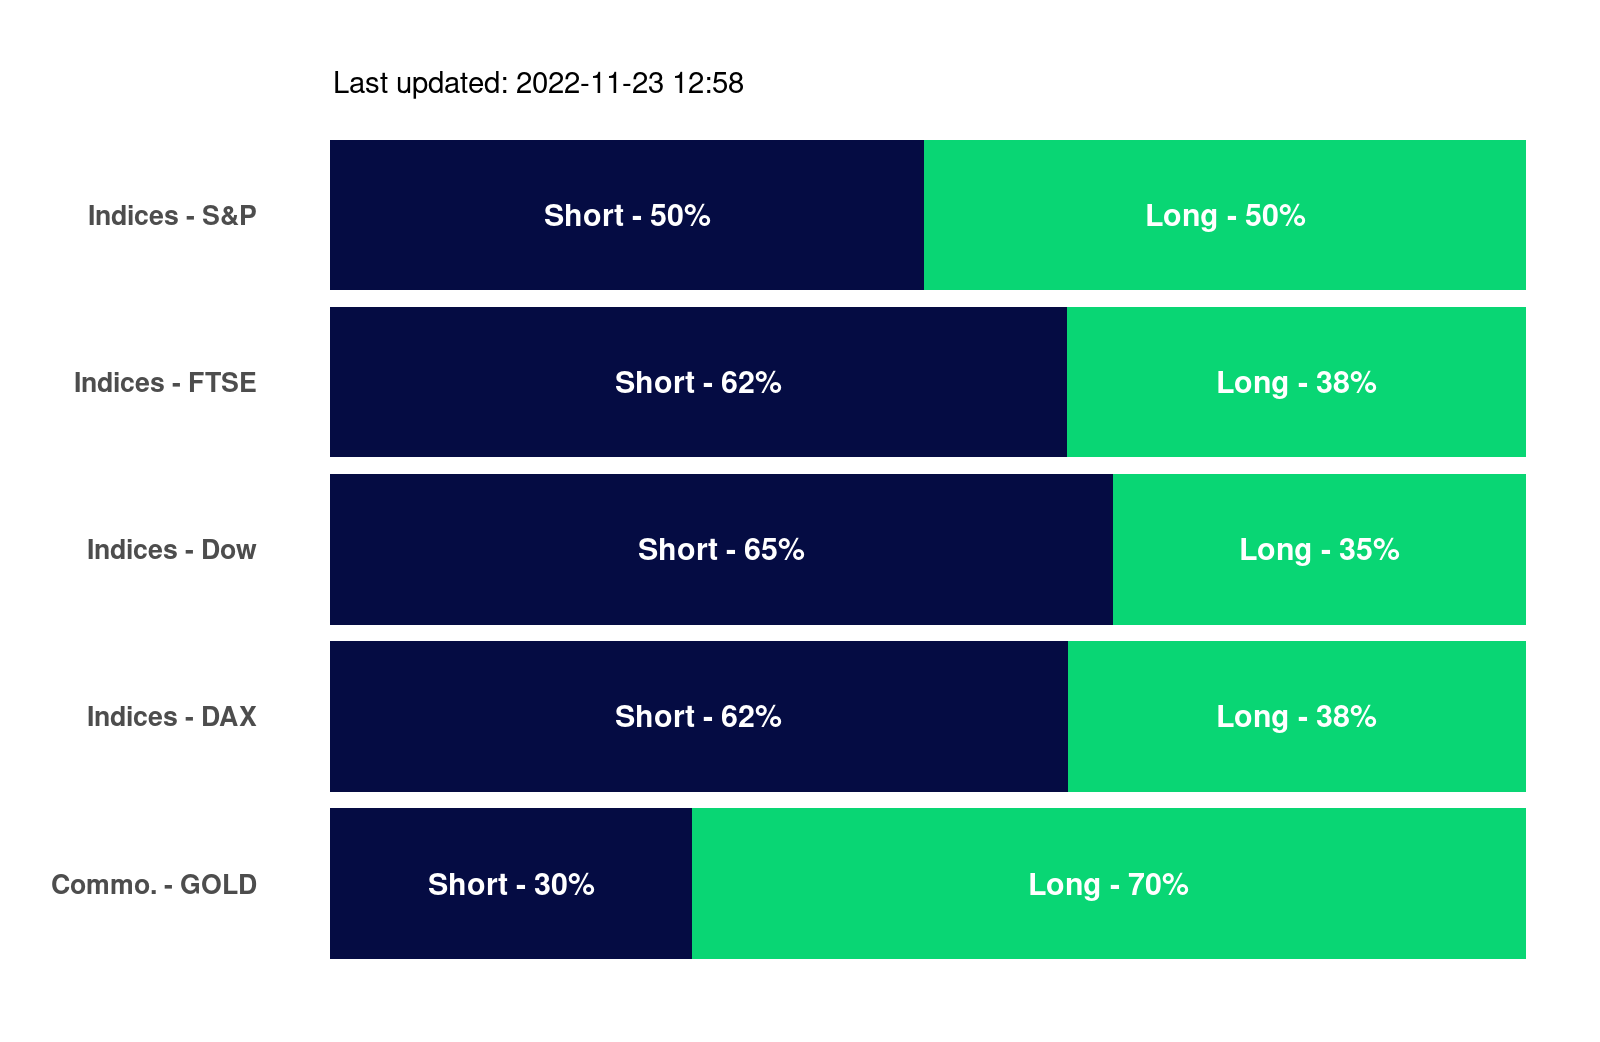 Last updated: 2022-11-23 12:58
Indices - S&P Short - 50% Long - 50%
Indices - FTSE Short - 62% Long - 38%
Indices - Dow Short - 65% Long - 35%
Indices - DAX Short - 62% Long - 38%
Commo. - GOLD Short - 30% Long - 70%